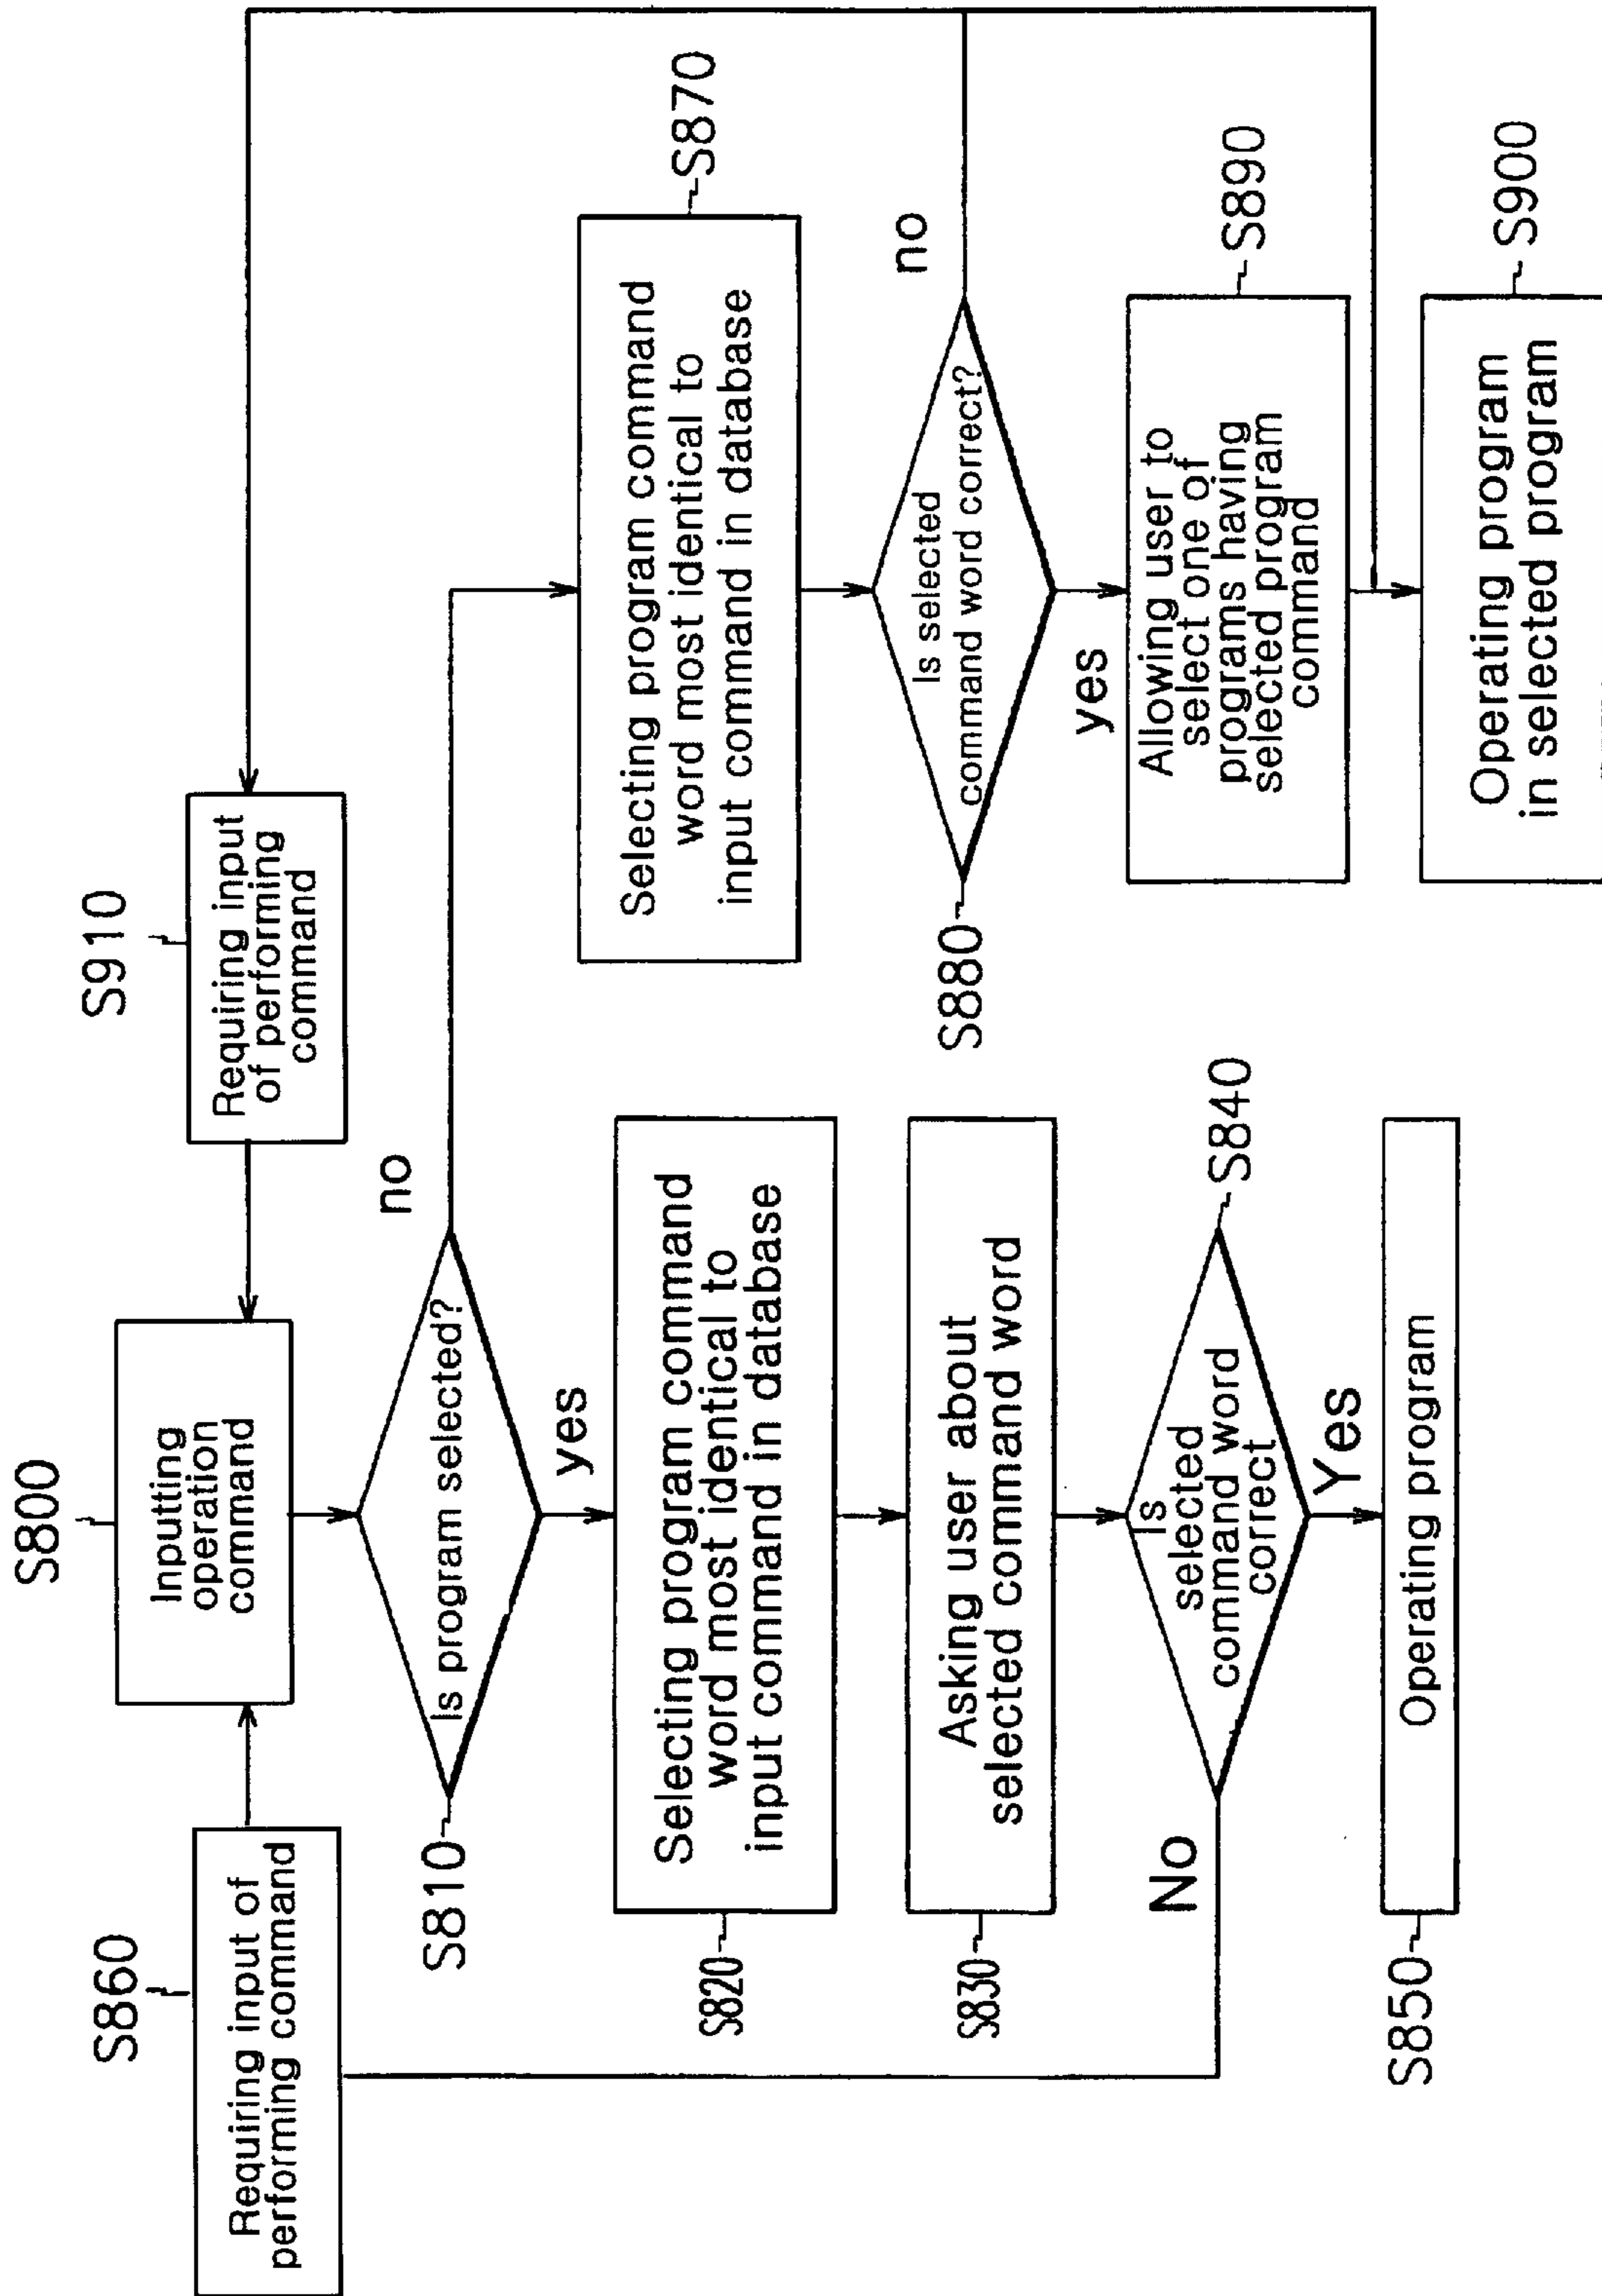 S860
Requiring input of
performing command
S800
Inputting
operation
command
S910
Requiring input
of performing
command
S810
Is program selected?
no
yes
S820
Selecting program command
word most identical to
input command in database
S870
Selecting program command
word most identical to
input command in database
S830
Asking user about
selected command word
S880
Is selected
command word correct?
no
yes
S840
Is
selected
command word
correct
No
Yes
S890
Allowing user to
select one of
programs having
selected program
command
S850
Operating program
S900
Operating program
in selected program